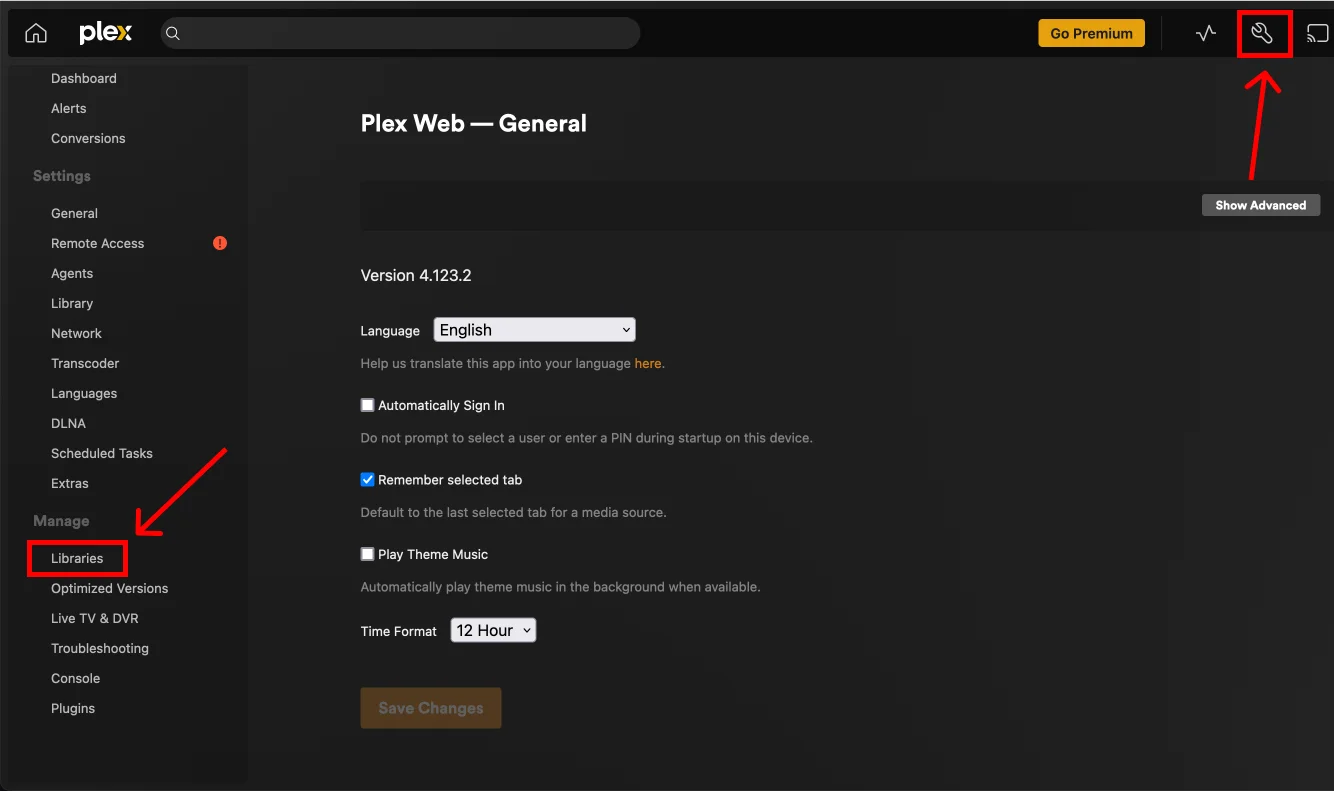 plex
Go Premium
Dashboard
Alerts
Conversions
Settings
General
Remote Access !
Agents
Library
Network
Transcoder
Languages
DLNA
Scheduled Tasks
Extras
Manage
Libraries
Optimized Versions
Live TV & DVR
Troubleshooting
Console
Plugins
Plex Web — General
Show Advanced
Version 4.123.2
Language English
Help us translate this app into your language here.
Automatically Sign In
Do not prompt to select a user or enter a PIN during startup on this device.
Remember selected tab
Default to the last selected tab for a media source.
Play Theme Music
Automatically play theme music in the background when available.
Time Format 12 Hour
Save Changes